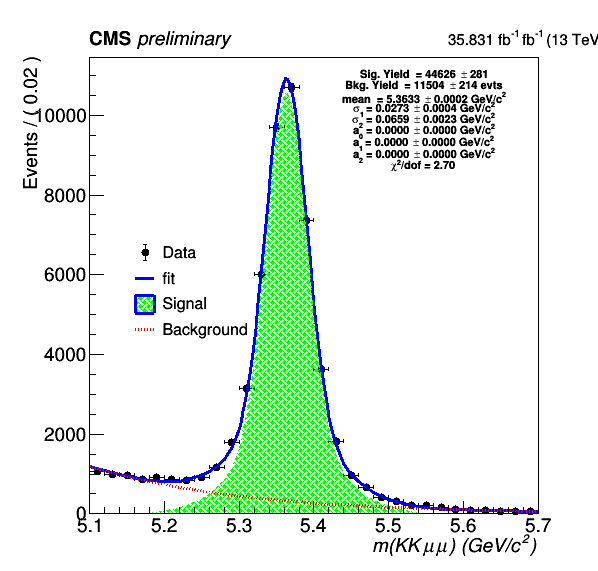 CMS preliminary
35.831 fb⁻¹ fb⁻¹ (13 TeV
Events / ( 0.02 )
Sig. Yield = 44626 ± 281
Bkg. Yield = 11504 ± 214 evts
mean = 5.3633 ± 0.0002 GeV/c²
σ₁ = 0.0273 ± 0.0004 GeV/c²
σ₂ = 0.0659 ± 0.0023 GeV/c²
a₀ = 0.0000 ± 0.0000 GeV/c²
a₁ = 0.0000 ± 0.0000 GeV/c²
a₂ = 0.0000 ± 0.0000 GeV/c²
χ²/dof = 2.70
10000
8000
6000
4000
2000
0
Data
fit
Signal
Background
5.1 5.2 5.3 5.4 5.5 5.6 5.7
m(KKμμ) (GeV/c²)